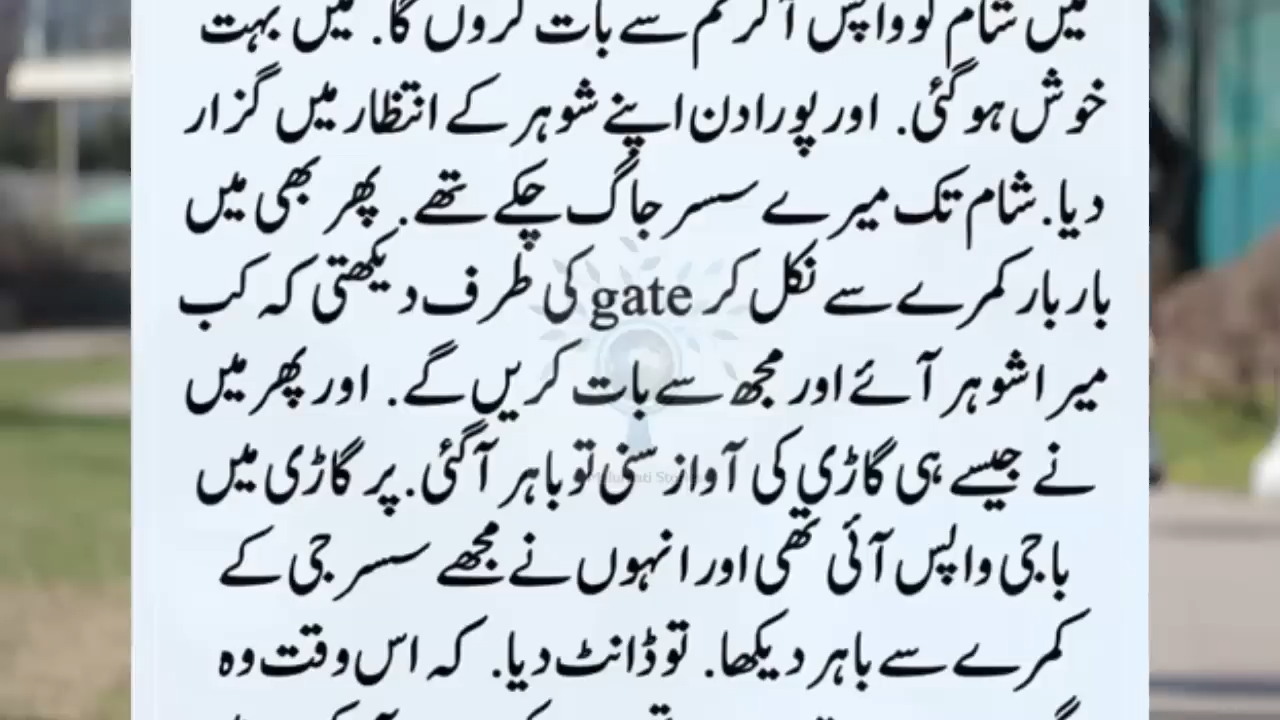 میں شام کو واپس آ کر تم سے بات کروں گا. میں بہت
خوش ہو گئی. اور پورا دن اپنے شوہر کے انتظار میں گزار
دیا. شام تک میرے سسر جاگ چکے تھے. پھر بھی میں
بار بار کمرے سے نکل کر gate کی طرف دیکھتی کہ کب
میرا شوہر آئے اور مجھ سے بات کریں گے. اور پھر میں
نے جیسے ہی گاڑی کی آواز سنی تو باہر آ گئی. پر گاڑی میں
باجی واپس آئی تھی اور انہوں نے مجھے سسر جی کے
کمرے سے باہر دیکھا. تو ڈانٹ دیا. کہ اس وقت وہ